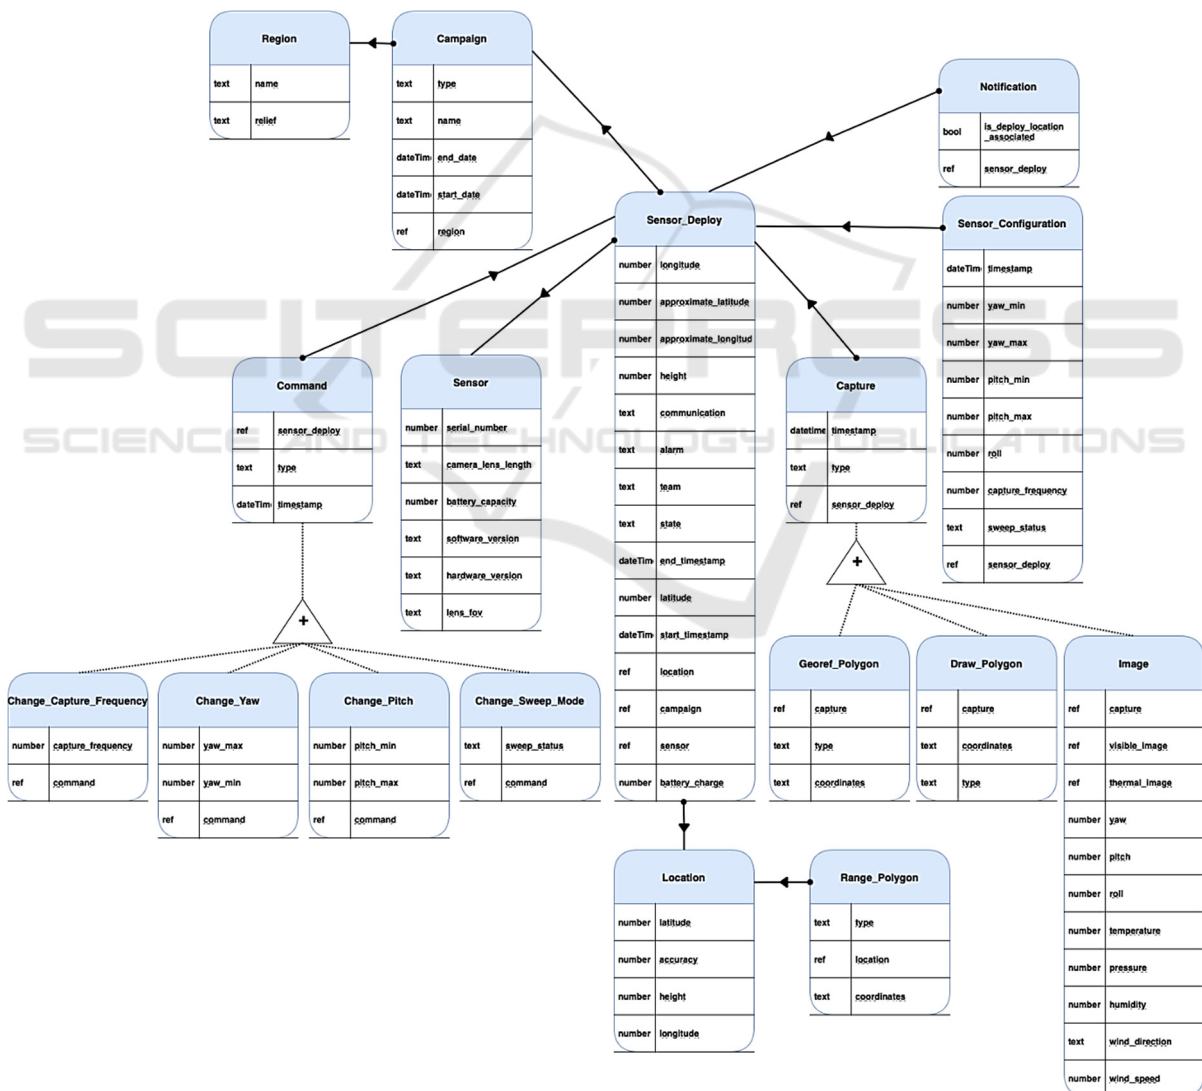 Region
text name
text relief
Campaign
text type
text name
dateTim end_date
dateTim start_date
ref region
Notification
bool is_deploy_location
_associated
ref sensor_deploy
Sensor_Deploy
number longitude
number approximate_latitude
number approximate_longitud
number height
text communication
text alarm
text team
text state
dateTim end_timestamp
number latitude
dateTim start_timestamp
ref location
ref campaign
ref sensor
number battery_charge
Sensor_Configuration
dateTim timestamp
number yaw_min
number yaw_max
number pitch_min
number pitch_max
number roll
number capture_frequency
text sweep_status
ref sensor_deploy
Command
ref sensor_deploy
text type
dateTim timestamp
Sensor
number serial_number
text camera_lens_length
number battery_capacity
text software_version
text hardware_version
text lens_fov
Capture
datetime timestamp
text type
ref sensor_deploy
+
+
Change_Capture_Frequency
number capture_frequency
ref command
Change_Yaw
number yaw_max
number yaw_min
ref command
Change_Pitch
number pitch_min
number pitch_max
ref command
Change_Sweep_Mode
text sweep_status
ref command
Georef_Polygon
ref capture
text type
text coordinates
Draw_Polygon
ref capture
text coordinates
text type
Image
ref capture
ref visible_image
ref thermal_image
number yaw
number pitch
number roll
number temperature
number pressure
number humidity
text wind_direction
number wind_speed
Location
number latitude
number accuracy
number height
number longitude
Range_Polygon
text type
ref location
text coordinates
SCITEPRESS
SCIENCE AND TECHNOLOGY PUBLICATIONS